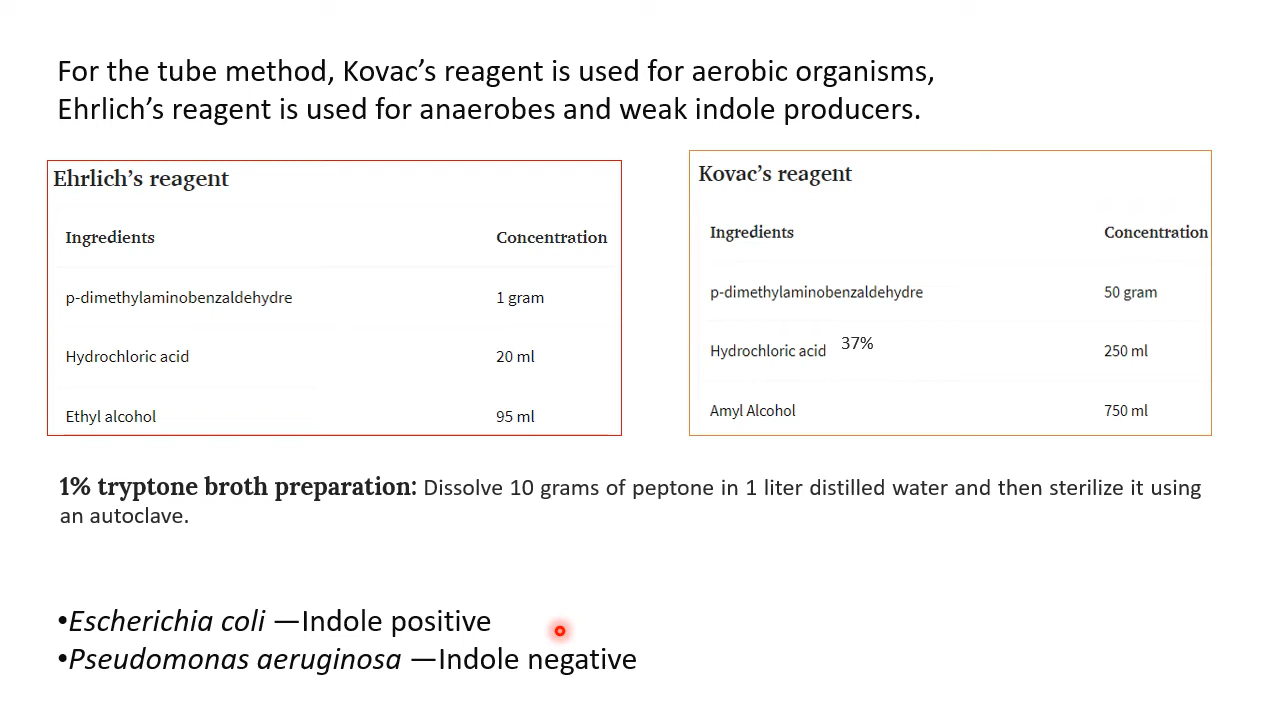 For the tube method, Kovac’s reagent is used for aerobic organisms,
Ehrlich’s reagent is used for anaerobes and weak indole producers.
Ehrlich’s reagent
Ingredients Concentration
p-dimethylaminobenzaldehydre 1 gram
Hydrochloric acid 20 ml
Ethyl alcohol 95 ml
Kovac’s reagent
Ingredients Concentration
p-dimethylaminobenzaldehydre 50 gram
Hydrochloric acid 37% 250 ml
Amyl Alcohol 750 ml
1% tryptone broth preparation: Dissolve 10 grams of peptone in 1 liter distilled water and then sterilize it using
an autoclave.
•Escherichia coli —Indole positive
•Pseudomonas aeruginosa —Indole negative